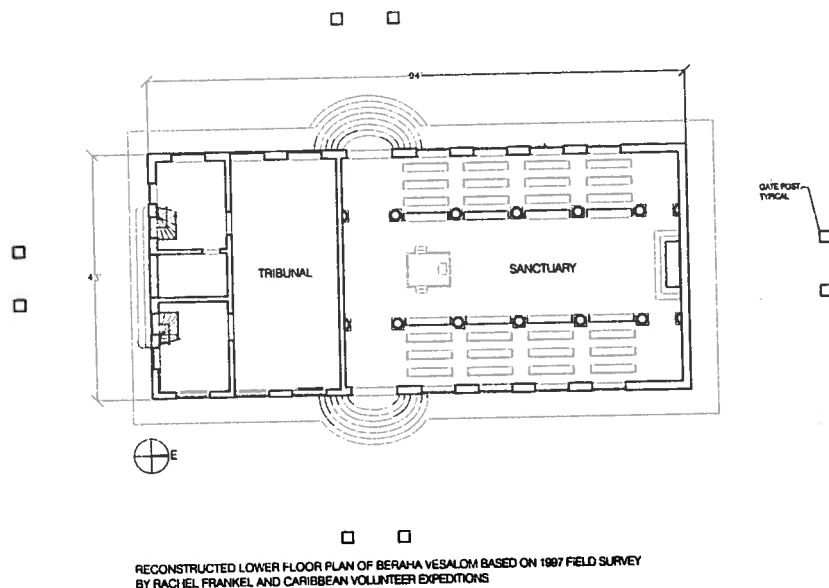 94'
GATE POST,
TYPICAL
43'
TRIBUNAL
SANCTUARY
E
RECONSTRUCTED LOWER FLOOR PLAN OF BERAHA VESALOM BASED ON 1997 FIELD SURVEY
BY RACHEL FRANKEL AND CARIBBEAN VOLUNTEER EXPEDITIONS